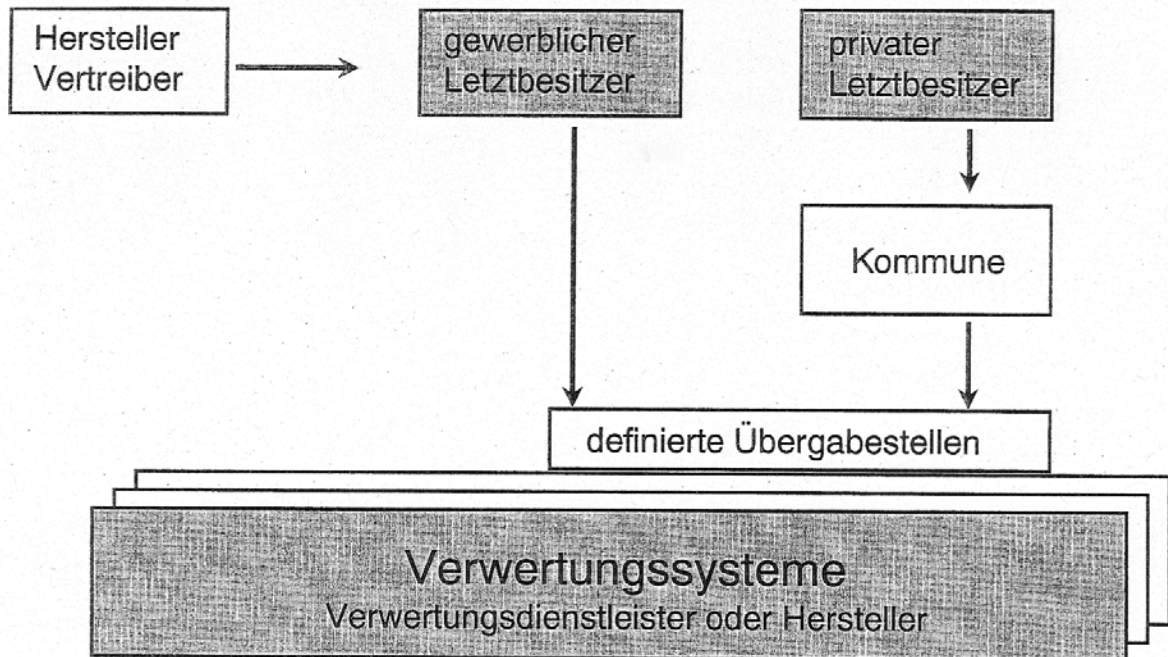 Hersteller
Vertreiber
gewerblicher
Letztbesitzer
privater
Letztbesitzer
Kommune
definierte Übergabestellen
Verwertungssysteme
Verwertungsdienstleister oder Hersteller